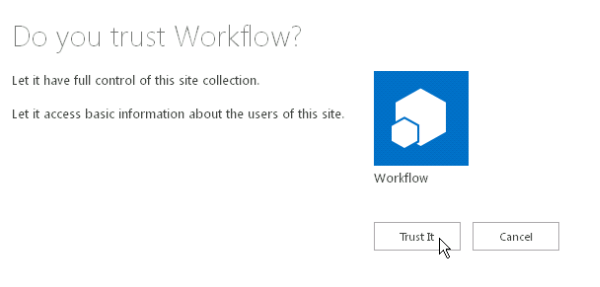 Do you trust Workflow?
Let it have full control of this site collection.
Let it access basic information about the users of this site.
Workflow
Trust It
Cancel